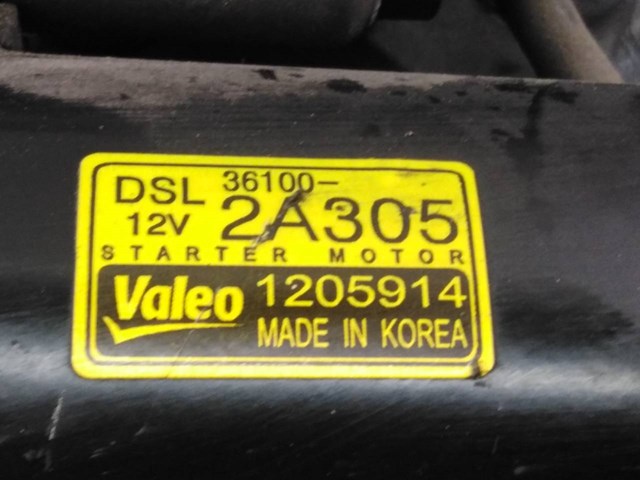 DSL 36100-
12V 2A305
STARTER MOTOR
Valeo 1205914
MADE IN KOREA